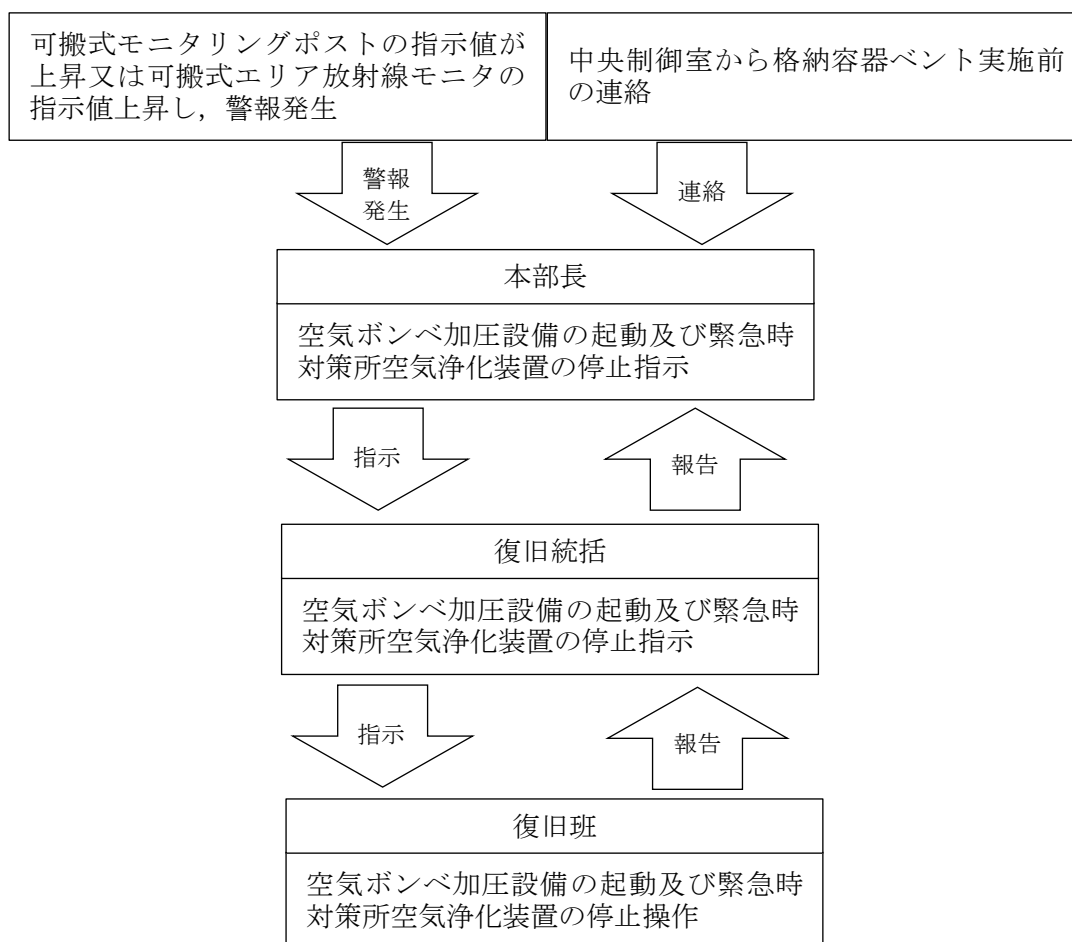 可搬式モニタリングポストの指示値が
上昇又は可搬式エリア放射線モニタの
指示値上昇し，警報発生
中央制御室から格納容器ベント実施前
の連絡
警報
発生
連絡
本部長
空気ボンベ加圧設備の起動及び緊急時
対策所空気浄化装置の停止指示
指示
報告
復旧統括
空気ボンベ加圧設備の起動及び緊急時
対策所空気浄化装置の停止指示
指示
報告
復旧班
空気ボンベ加圧設備の起動及び緊急時
対策所空気浄化装置の停止操作